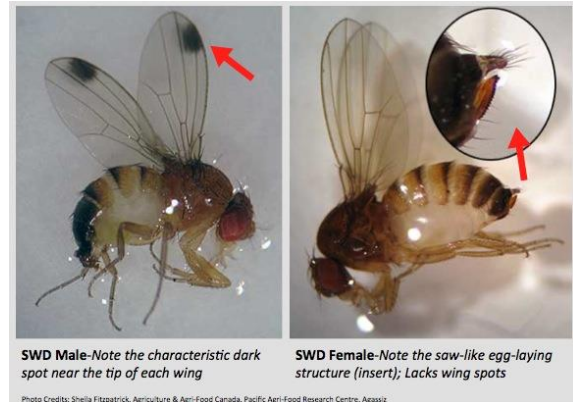 SWD Male-Note the characteristic dark
spot near the tip of each wing
SWD Female-Note the saw-like egg-laying
structure (insert); Lacks wing spots
Photo Credits: Sheila Fitzpatrick, Agriculture & Agri-Food Canada, Pacific Agri-Food Research Centre, Agassiz